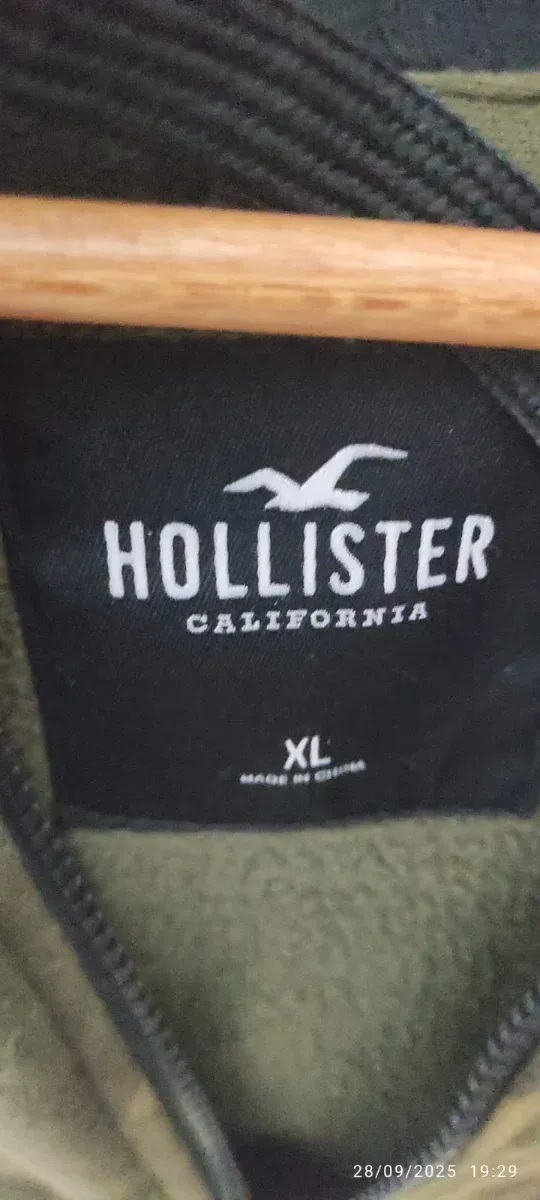 HOLLISTER
CALIFORNIA
XL
MADE IN CHINA
28/09/2025 19:29